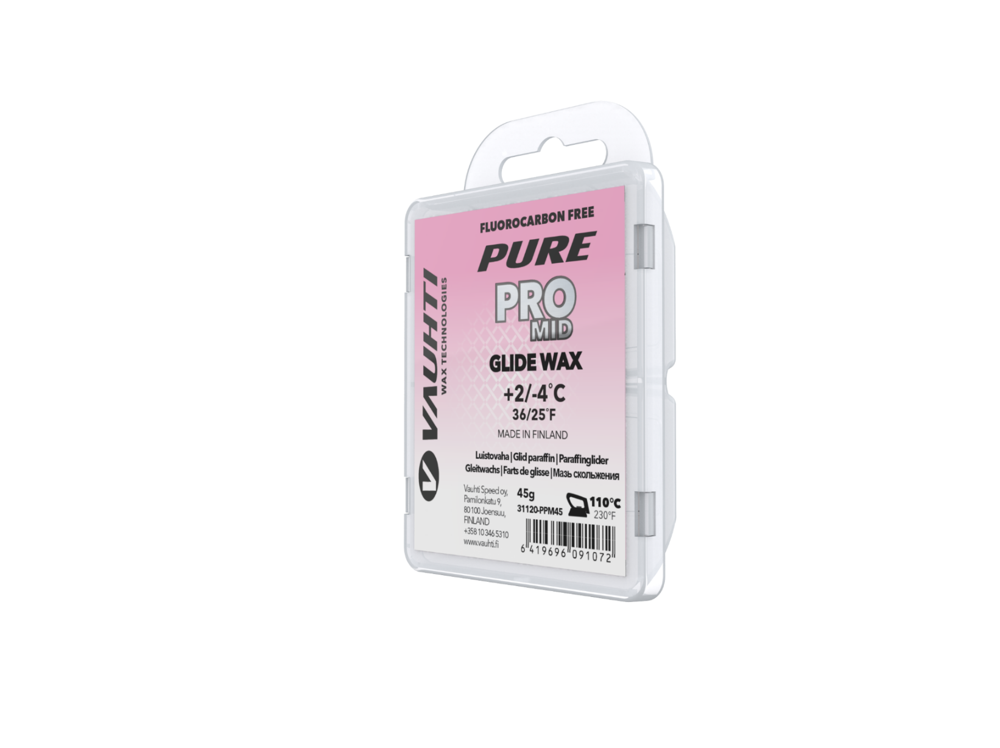 FLUOROCARBON FREE
PURE
PRO
MID
GLIDE WAX
+2/-4°C
36/25°F
MADE IN FINLAND
Luistovaha | Glid paraffin | Paraffinglider
Gleitwachs | Farts de glisse | Мазь скольжения
VAUHTI
WAX TECHNOLOGIES
V
Vauhti Speed oy,
Pamilonkatu 9,
80100 Joensuu,
FINLAND
+358 10 346 5310
www.vauhti.fi
45g
31120-PPM45
110°C
230°F
6 419696 091072